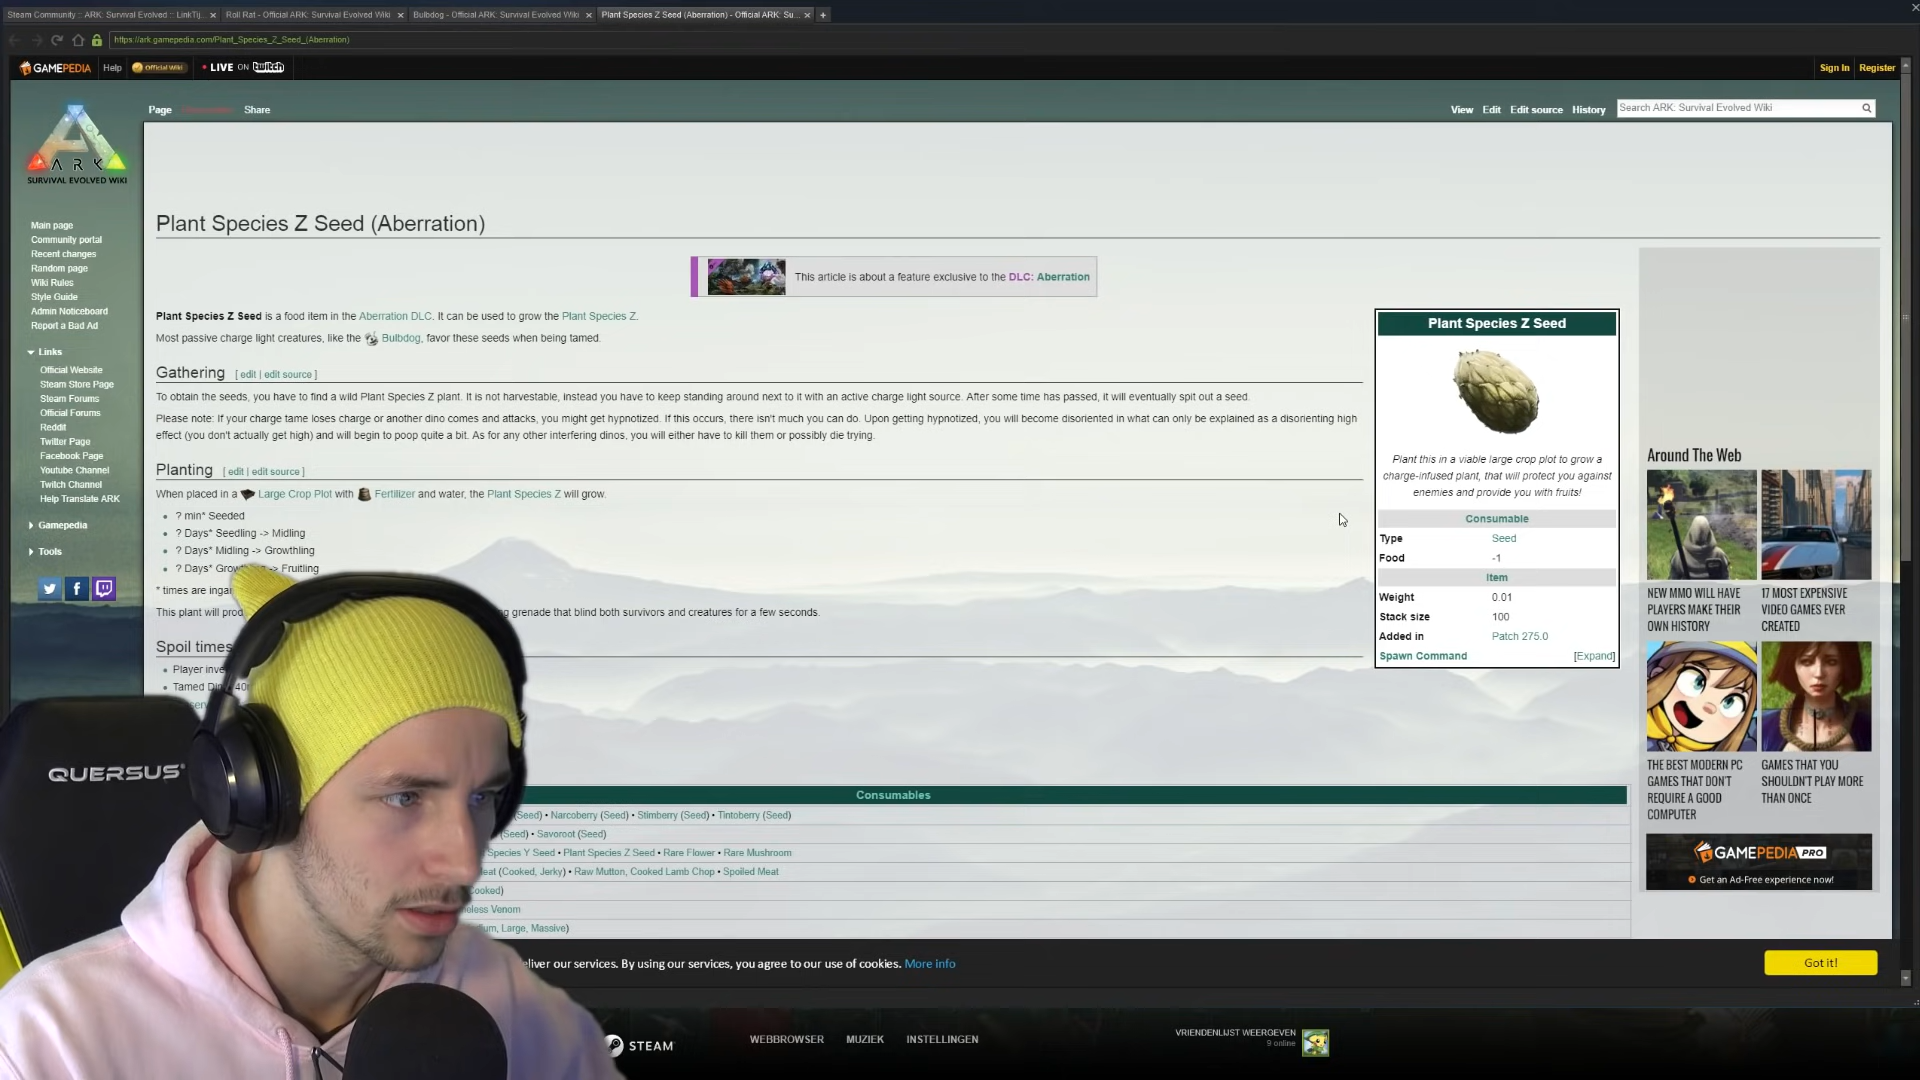 Steam Community :: ARK: Survival Evolved :: LinkTij...
Roll Rat - Official ARK: Survival Evolved Wiki
Bulbdog - Official ARK: Survival Evolved Wiki
Plant Species Z Seed (Aberration) - Official ARK: Su...
https://ark.gamepedia.com/Plant_Species_Z_Seed_(Aberration)
GAMEPEDIA Help Official Wiki LIVE ON twitch Sign In Register
Page Share View Edit Edit source History Search ARK: Survival Evolved Wiki
ARK
SURVIVAL EVOLVED WIKI
Main page
Community portal
Recent changes
Random page
Wiki Rules
Style Guide
Admin Noticeboard
Report a Bad Ad
Links
Official Website
Steam Store Page
Steam Forums
Official Forums
Reddit
Twitter Page
Facebook Page
Youtube Channel
Twitch Channel
Help Translate ARK
Gamepedia
Tools
Plant Species Z Seed (Aberration)
This article is about a feature exclusive to the DLC: Aberration
Plant Species Z Seed is a food item in the Aberration DLC. It can be used to grow the Plant Species Z.
Most passive charge light creatures, like the Bulbdog, favor these seeds when being tamed.
Gathering [ edit | edit source ]
To obtain the seeds, you have to find a wild Plant Species Z plant. It is not harvestable, instead you have to keep standing around next to it with an active charge light source. After some time has passed, it will eventually spit out a seed.
Please note: If your charge tame loses charge or another dino comes and attacks, you might get hypnotized. If this occurs, there isn't much you can do. Upon getting hypnotized, you will become disoriented in what can only be explained as a disorienting high
effect (you don't actually get high) and will begin to poop quite a bit. As for any other interfering dinos, you will either have to kill them or possibly die trying.
Planting [ edit | edit source ]
When placed in a Large Crop Plot with Fertilizer and water, the Plant Species Z will grow.
? min* Seeded
? Days* Seedling -> Midling
? Days* Midling -> Growthling
? Days* -> Fruitling
* times are
This plant will grenade that blind both survivors and creatures for a few seconds.
Spoil times
Player
Tamed
Plant Species Z Seed
Plant this in a viable large crop plot to grow a
charge-infused plant, that will protect you against
enemies and provide you with fruits!
Consumable
Type Seed
Food -1
Item
Weight 0.01
Stack size 100
Added in Patch 275.0
Spawn Command [Expand]
Around The Web
NEW MMO WILL HAVE
PLAYERS MAKE THEIR
OWN HISTORY
17 MOST EXPENSIVE
VIDEO GAMES EVER
CREATED
THE BEST MODERN PC
GAMES THAT DON'T
REQUIRE A GOOD
COMPUTER
GAMES THAT YOU
SHOULDN'T PLAY MORE
THAN ONCE
GAMEPEDIA PRO
Get an Ad-Free experience now!
Consumables
(Seed) • Narcoberry (Seed) • Stimberry (Seed) • Tintoberry (Seed)
(Seed) • Savoroot (Seed)
Species Y Seed • Plant Species Z Seed • Rare Flower • Rare Mushroom
(Cooked, Jerky) • Raw Mutton, Cooked Lamb Chop • Spoiled Meat
Venom
Large, Massive)
our services. By using our services, you agree to our use of cookies. More info
Got it!
QUERSUS
STEAM
WEBBROWSER MUZIEK INSTELLINGEN
VRIENDENLIJST WEERGEVEN
9 online